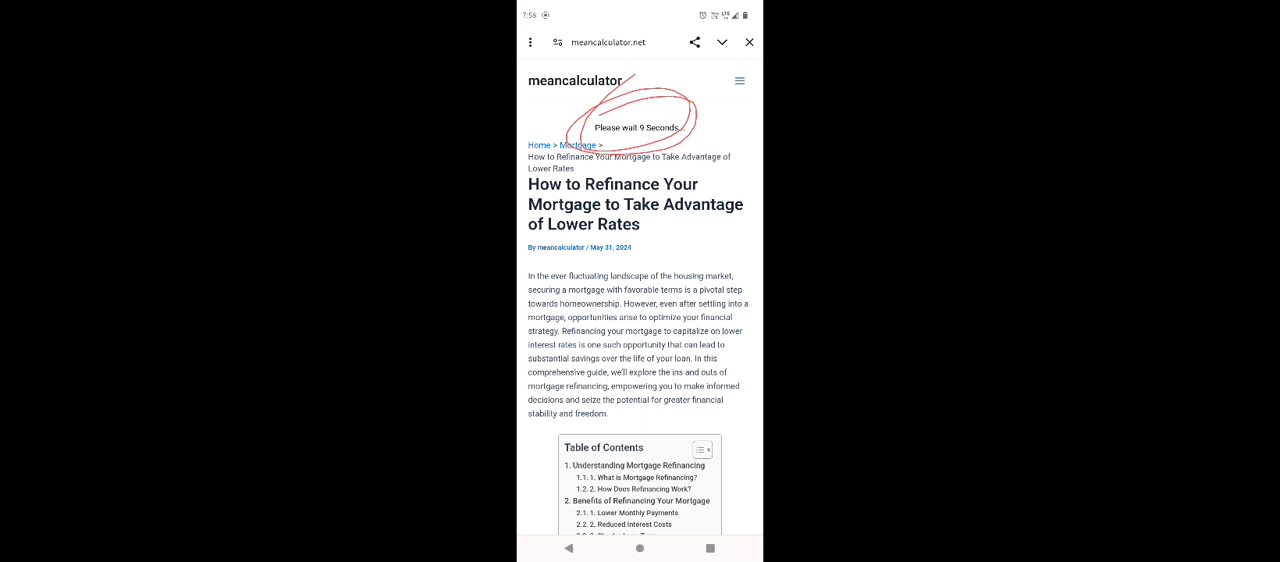 7:58
LTE
meancalculator.net
meancalculator
Please wait 9 Seconds...
Home > Mortgage >
How to Refinance Your Mortgage to Take Advantage of
Lower Rates
How to Refinance Your
Mortgage to Take Advantage
of Lower Rates
By meancalculator / May 31, 2024
In the ever-fluctuating landscape of the housing market,
securing a mortgage with favorable terms is a pivotal step
towards homeownership. However, even after settling into a
mortgage, opportunities arise to optimize your financial
strategy. Refinancing your mortgage to capitalize on lower
interest rates is one such opportunity that can lead to
substantial savings over the life of your loan. In this
comprehensive guide, we'll explore the ins and outs of
mortgage refinancing, empowering you to make informed
decisions and seize the potential for greater financial
stability and freedom.
Table of Contents
1. Understanding Mortgage Refinancing
1.1. 1. What is Mortgage Refinancing?
1.2. 2. How Does Refinancing Work?
2. Benefits of Refinancing Your Mortgage
2.1. 1. Lower Monthly Payments
2.2. 2. Reduced Interest Costs